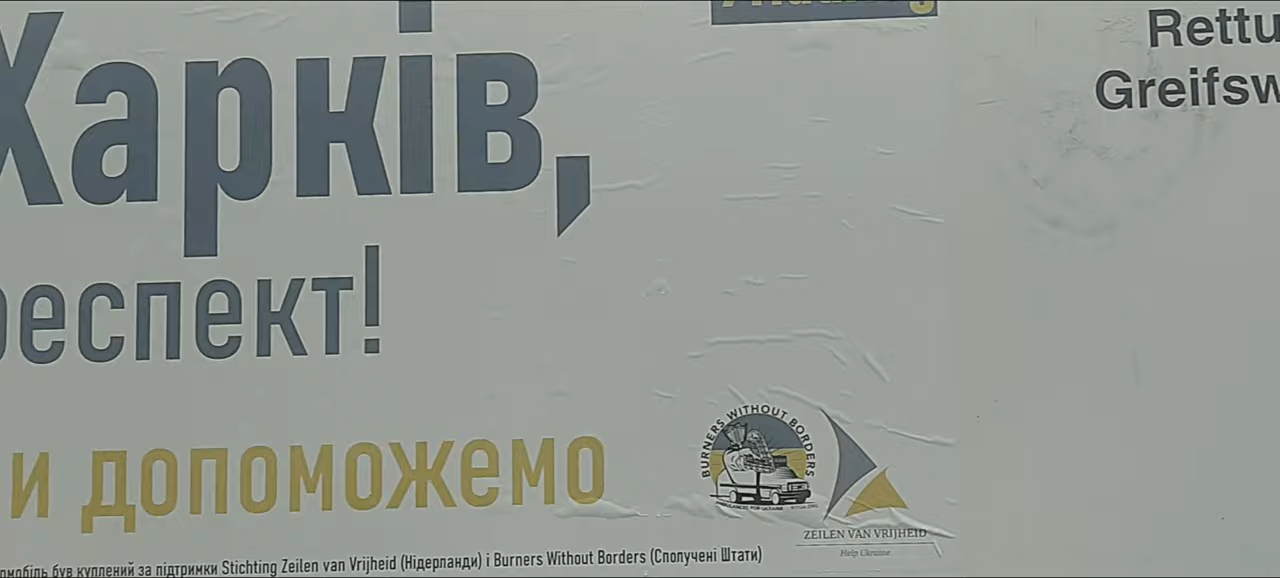 Rettu
Greifsw
Харків,
респект!
и допоможемо
омобіль був куплений за підтримки Stichting Zeilen van Vrijheid (Нідерланди) і Burners Without Borders (Сполучені Штати)
BURNERS WITHOUT BORDERS
ZEILEN VAN VRIJHEID
Help Ukraine